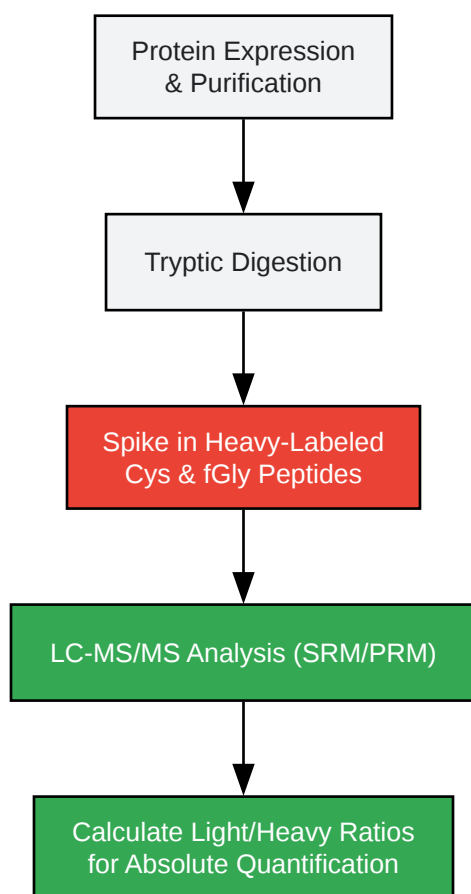 Protein Expression
& Purification
Tryptic Digestion
Spike in Heavy-Labeled
Cys & fGly Peptides
LC-MS/MS Analysis (SRM/PRM)
Calculate Light/Heavy Ratios
for Absolute Quantification